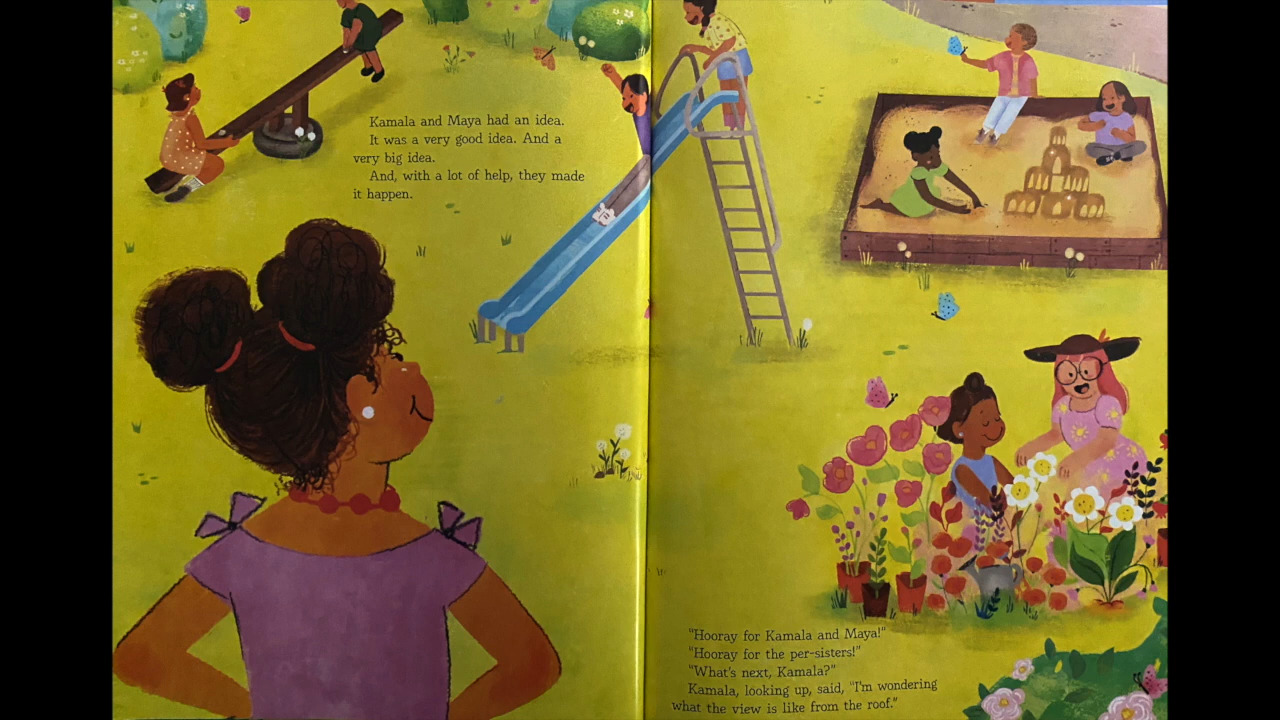 Kamala and Maya had an idea.
It was a very good idea. And a
very big idea.
And, with a lot of help, they made
it happen.
"Hooray for Kamala and Maya!"
"Hooray for the per-sisters!"
"What's next, Kamala?"
Kamala, looking up, said, "I'm wondering
what the view is like from the roof."